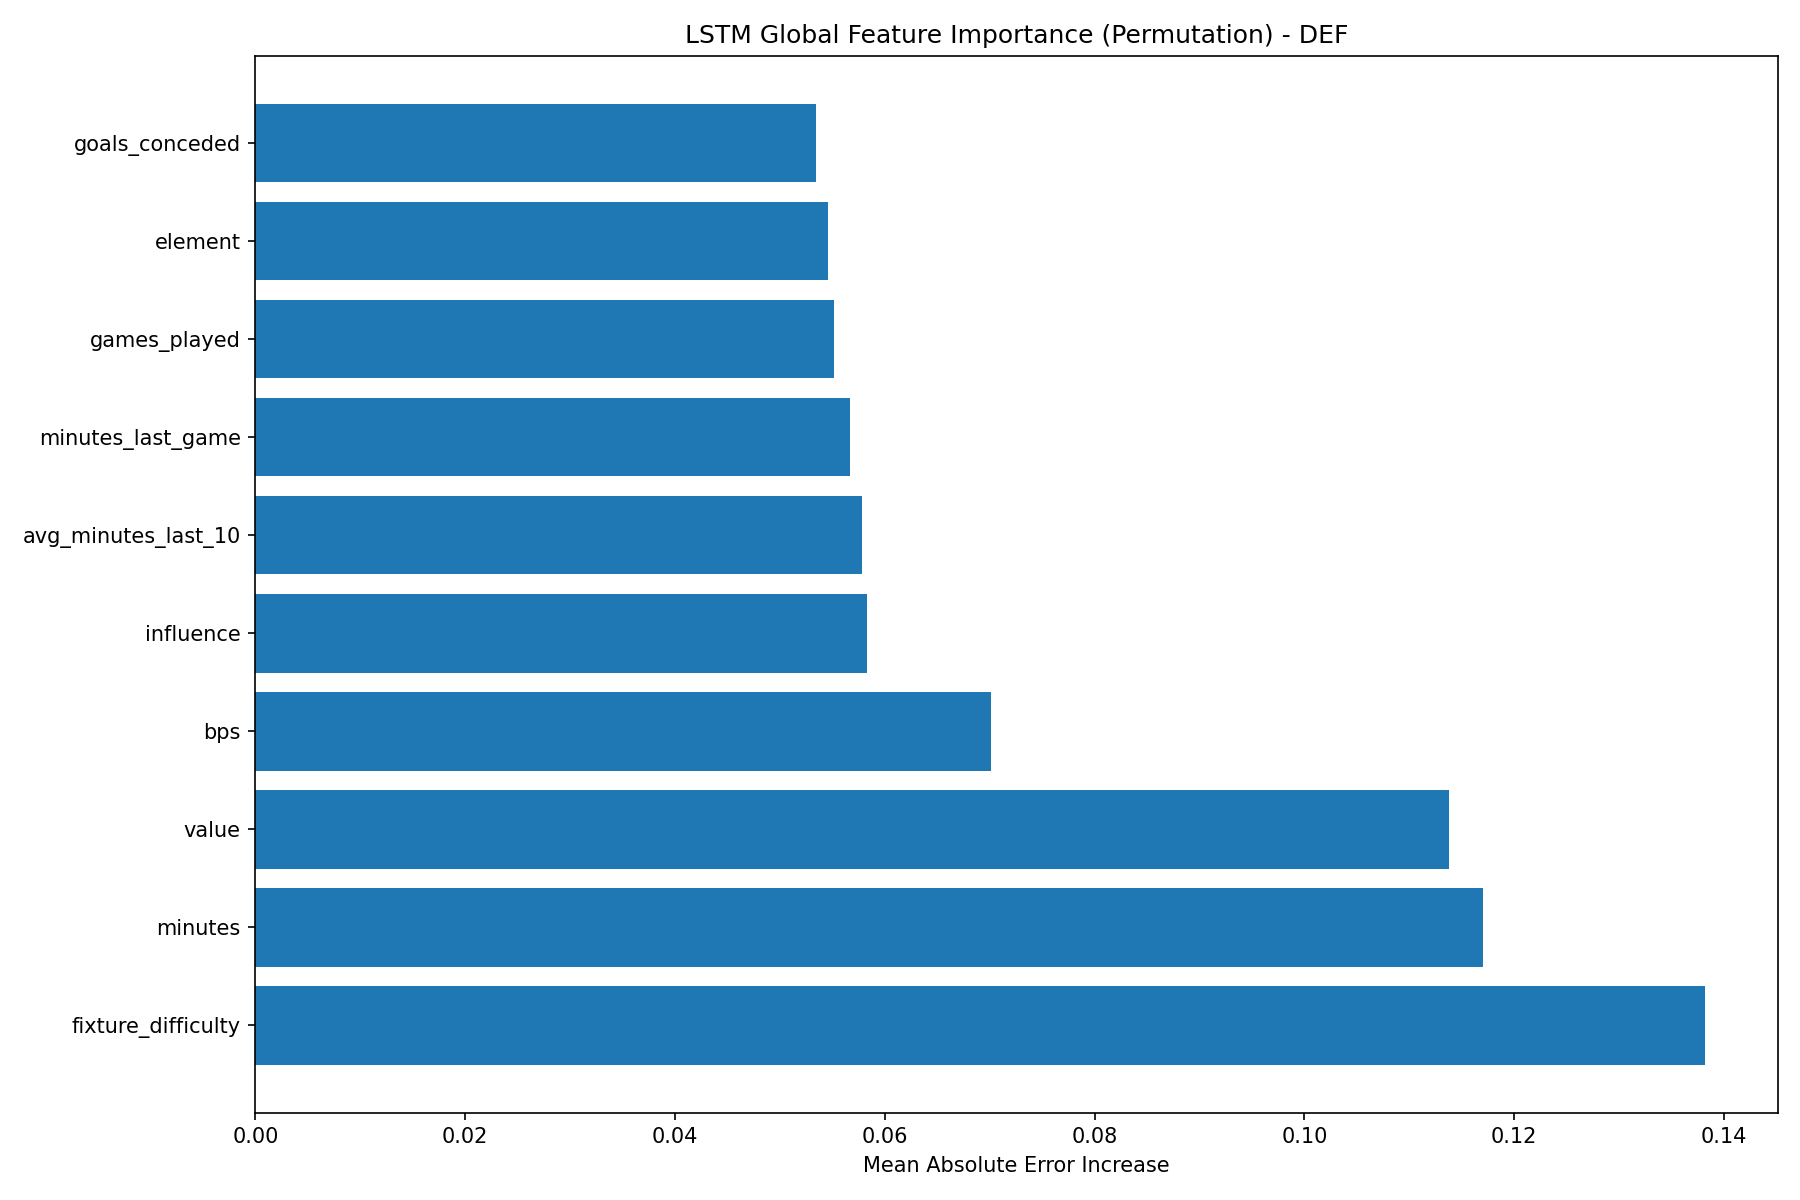 LSTM Global Feature Importance (Permutation) - DEF
goals_conceded
element
games_played
minutes_last_game
avg_minutes_last_10
influence
bps
value
minutes
fixture_difficulty
0.00 0.02 0.04 0.06 0.08 0.10 0.12 0.14
Mean Absolute Error Increase